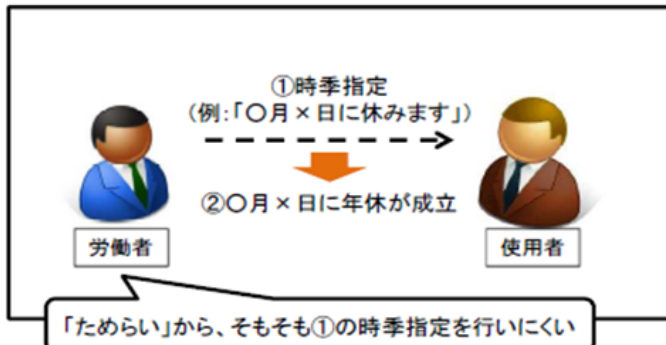 ①時季指定
（例：「〇月×日に休みます」）
②〇月×日に年休が成立
労働者
使用者
「ためらい」から、そもそも①の時季指定を行いにくい